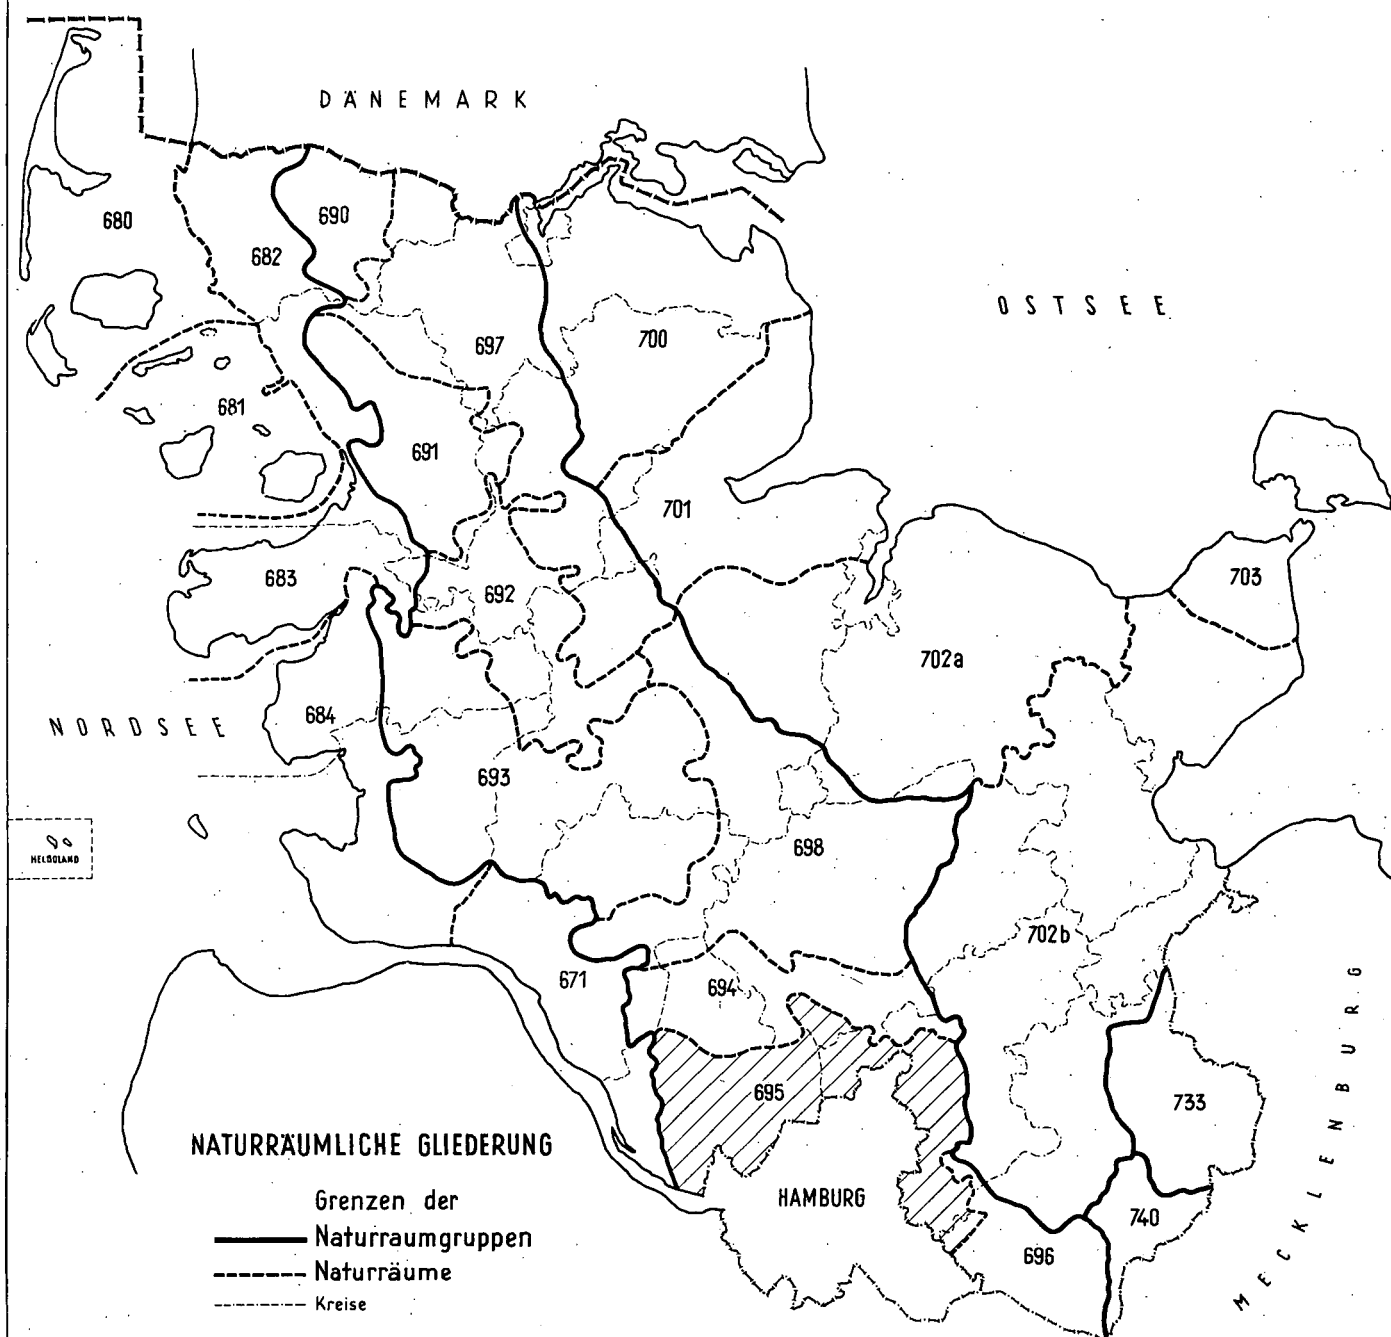 DÄNEMARK
680
690
682
OSTSEE
697
700
681
691
701
683
692
703
702a
684
NORDSEE
693
698
HELGOLAND
702b
671
694
695
733
MECKLENBURG
HAMBURG
740
696
NATURRÄUMLICHE GLIEDERUNG
Grenzen der
Naturraumgruppen
Naturräume
Kreise